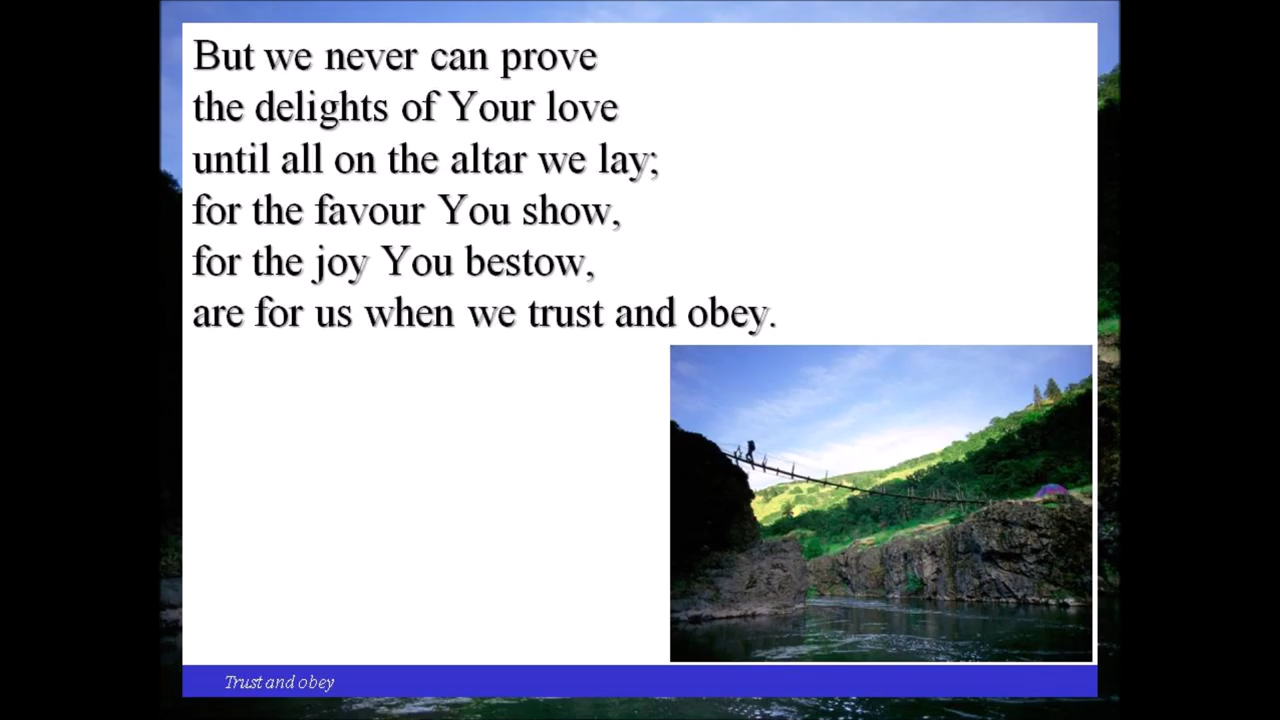 But we never can prove
the delights of Your love
until all on the altar we lay;
for the favour You show,
for the joy You bestow,
are for us when we trust and obey.
Trust and obey